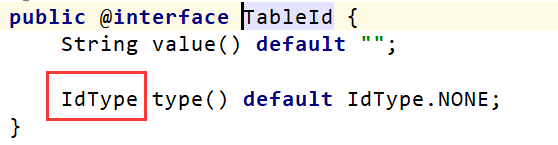 public @interface TableId {
String value() default "";
IdType type() default IdType.NONE;
}